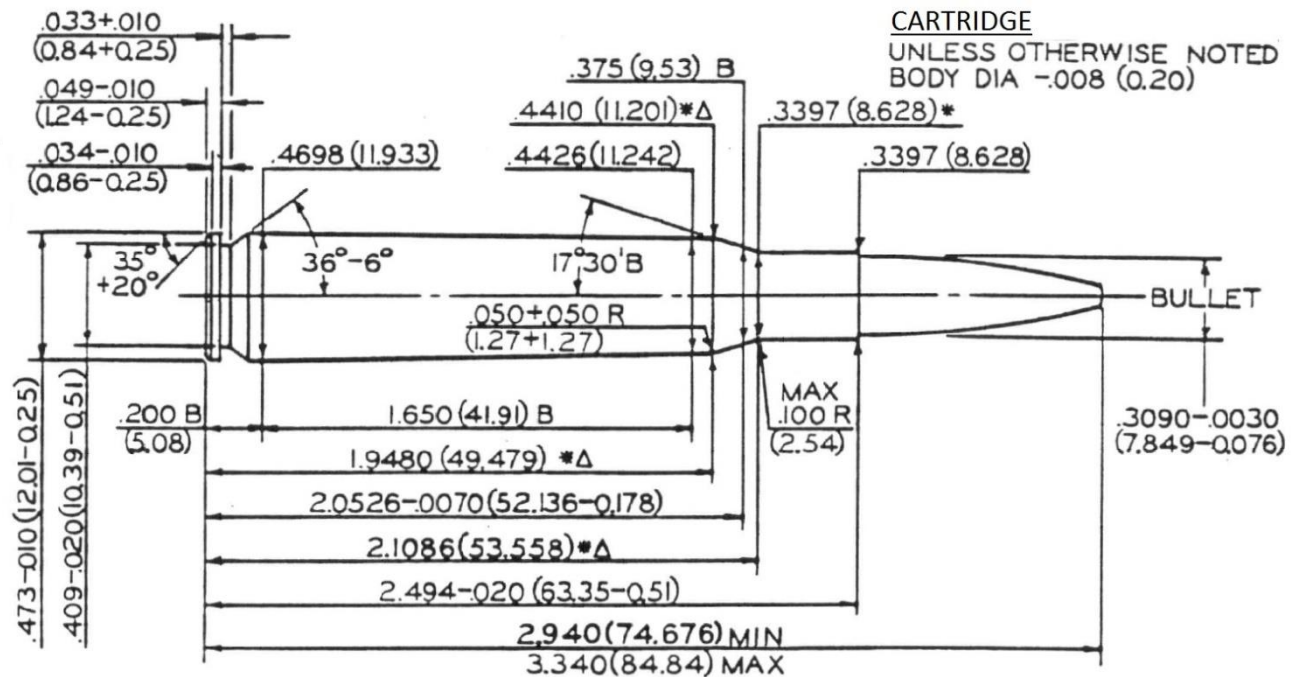 CARTRIDGE
UNLESS OTHERWISE NOTED
BODY DIA -.008 (0.20)
.033+.010
(0.84+0.25)
.049-.010
(1.24-0.25)
.034-.010
(0.86-0.25)
.4698 (11.933)
.375 (9.53) B
.4410 (11.201)*Δ
.4426(11.242)
.3397 (8.628)*
.3397 (8.628)
35°
+20°
36°-6°
17°30'B
.050+.050 R
(1.27+1.27)
BULLET
.200 B
(5.08)
1.650 (41.91) B
MAX
.100 R
(2.54)
.3090-.0030
(7.849-0.076)
1.9480 (49.479) *Δ
2.0526-.0070(52.136-0.178)
2.1086(53.558)*Δ
2.494-.020 (63.35-0.51)
2.940(74.676) MIN
3.340(84.84) MAX
.473-.010(12.01-0.25)
.409-.020(10.39-0.51)